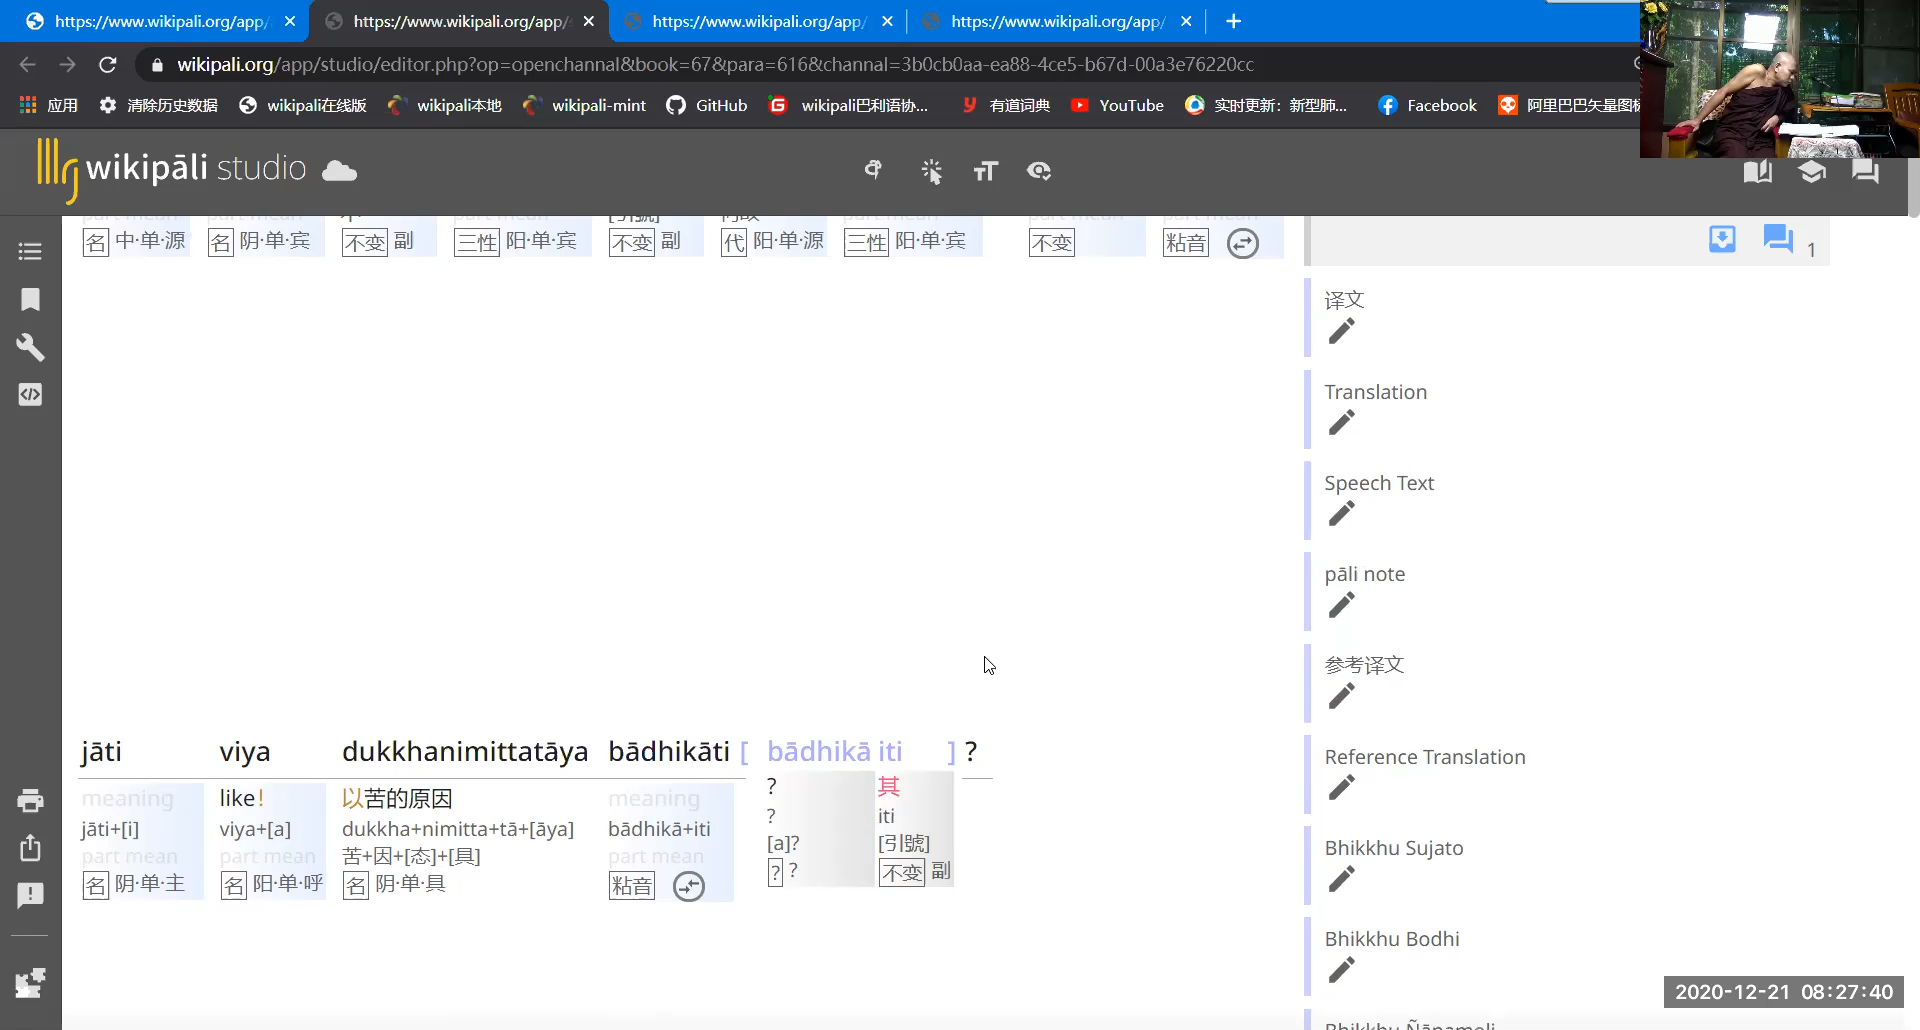 https://www.wikipali.org/app/ https://www.wikipali.org/app/ https://www.wikipali.org/app/ https://www.wikipali.org/app/
wikipali.org/app/studio/editor.php?op=openchannal&book=67&para=616&channal=3b0cb0aa-ea88-4ce5-b67d-00a3e76220cc
应用 清除历史数据 wikipali在线版 wikipali本地 wikipali-mint GitHub wikipali巴利语协... 有道词典 YouTube 实时更新：新型肺... Facebook 阿里巴巴矢量图标
wikipāli studio
名 中·单·源 名 阴·单·宾 不变 副 三性 阳·单·宾 不变 副 代 阳·单·源 三性 阳·单·宾 不变 粘音
1
译文
Translation
Speech Text
pāli note
参考译文
Reference Translation
Bhikkhu Sujato
Bhikkhu Bodhi
Bhikkhu Ñāṇamoli
jāti viya dukkhanimittatāya bādhikāti [ bādhikā iti ] ?
meaning like! 以苦的原因 meaning ? 其
jāti+[i] viya+[a] dukkha+nimitta+tā+[āya] bādhikā+iti ? iti
part mean part mean 苦+因+[态]+[具] part mean [a]? [引號]
名 阴·单·主 名 阳·单·呼 名 阴·单·具 粘音 ? ? 不变 副
2020-12-21 08:27:40